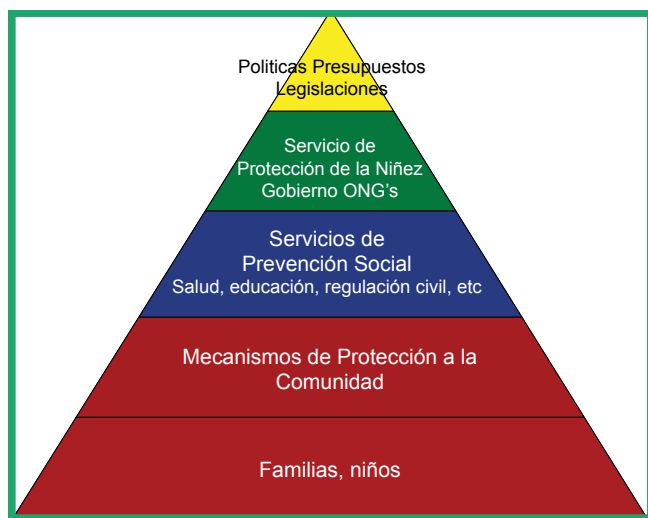 Politicas Presupuestos
Legislaciones
Servicio de
Protección de la Niñez
Gobierno ONG's
Servicios de
Prevención Social
Salud, educación, regulación civil, etc
Mecanismos de Protección a la
Comunidad
Familias, niños